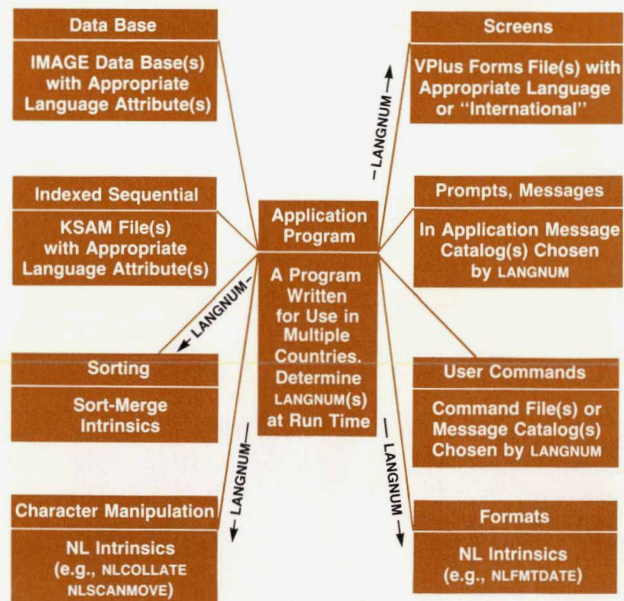 Data Base
IMAGE Data Base(s)
with Appropriate
Language Attribute(s)
Indexed Sequential
KSAM File(s)
with Appropriate
Language Attribute(s)
Sorting
Sort-Merge
Intrinsics
Character Manipulation
NL Intrinsics
(e.g., NLCOLLATE
NLSCANMOVE)
LANGNUM
LANGNUM
Application
Program
A Program
Written
for Use in
Multiple
Countries.
Determine
LANGNUM(s)
at Run Time
LANGNUM
LANGNUM
Screens
VPlus Forms File(s) with
Appropriate Language
or "International"
Prompts, Messages
In Application Message
Catalog(s) Chosen
by LANGNUM
User Commands
Command File(s) or
Message Catalog(s)
Chosen by LANGNUM
Formats
NL Intrinsics
(e.g., NLFMTDATE)